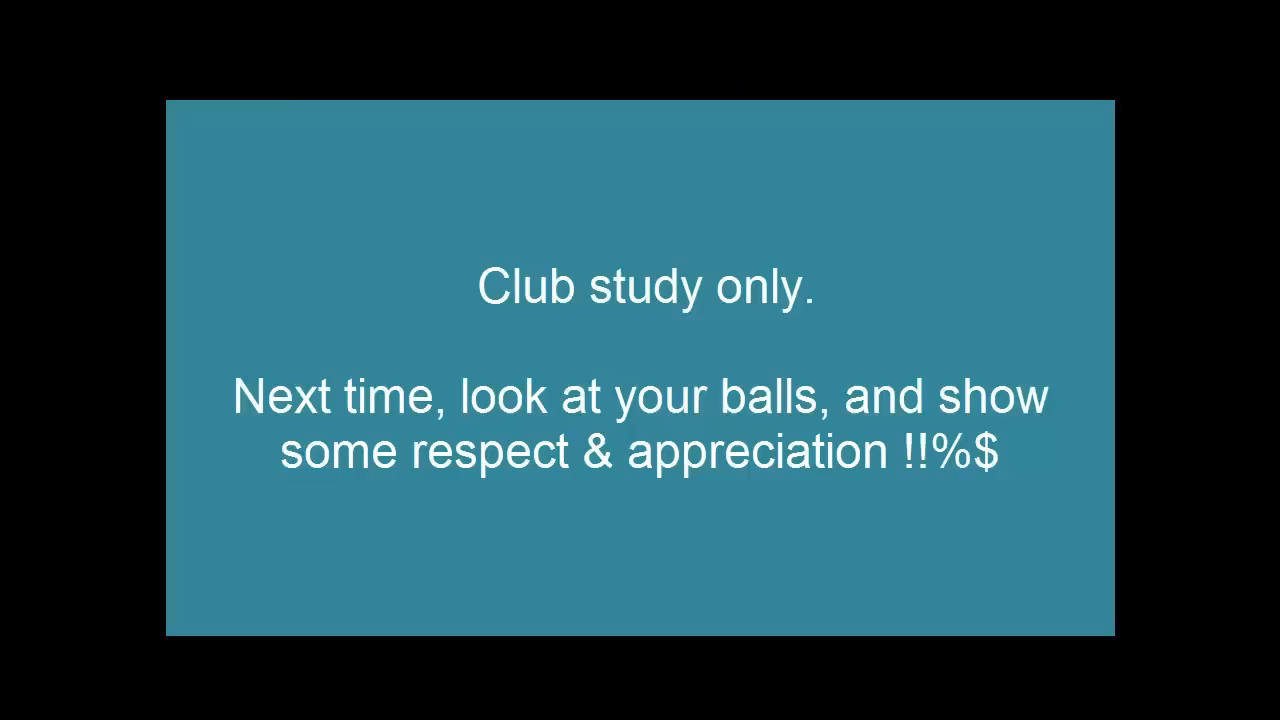 Club study only.
Next time, look at your balls, and show
some respect & appreciation !!%$